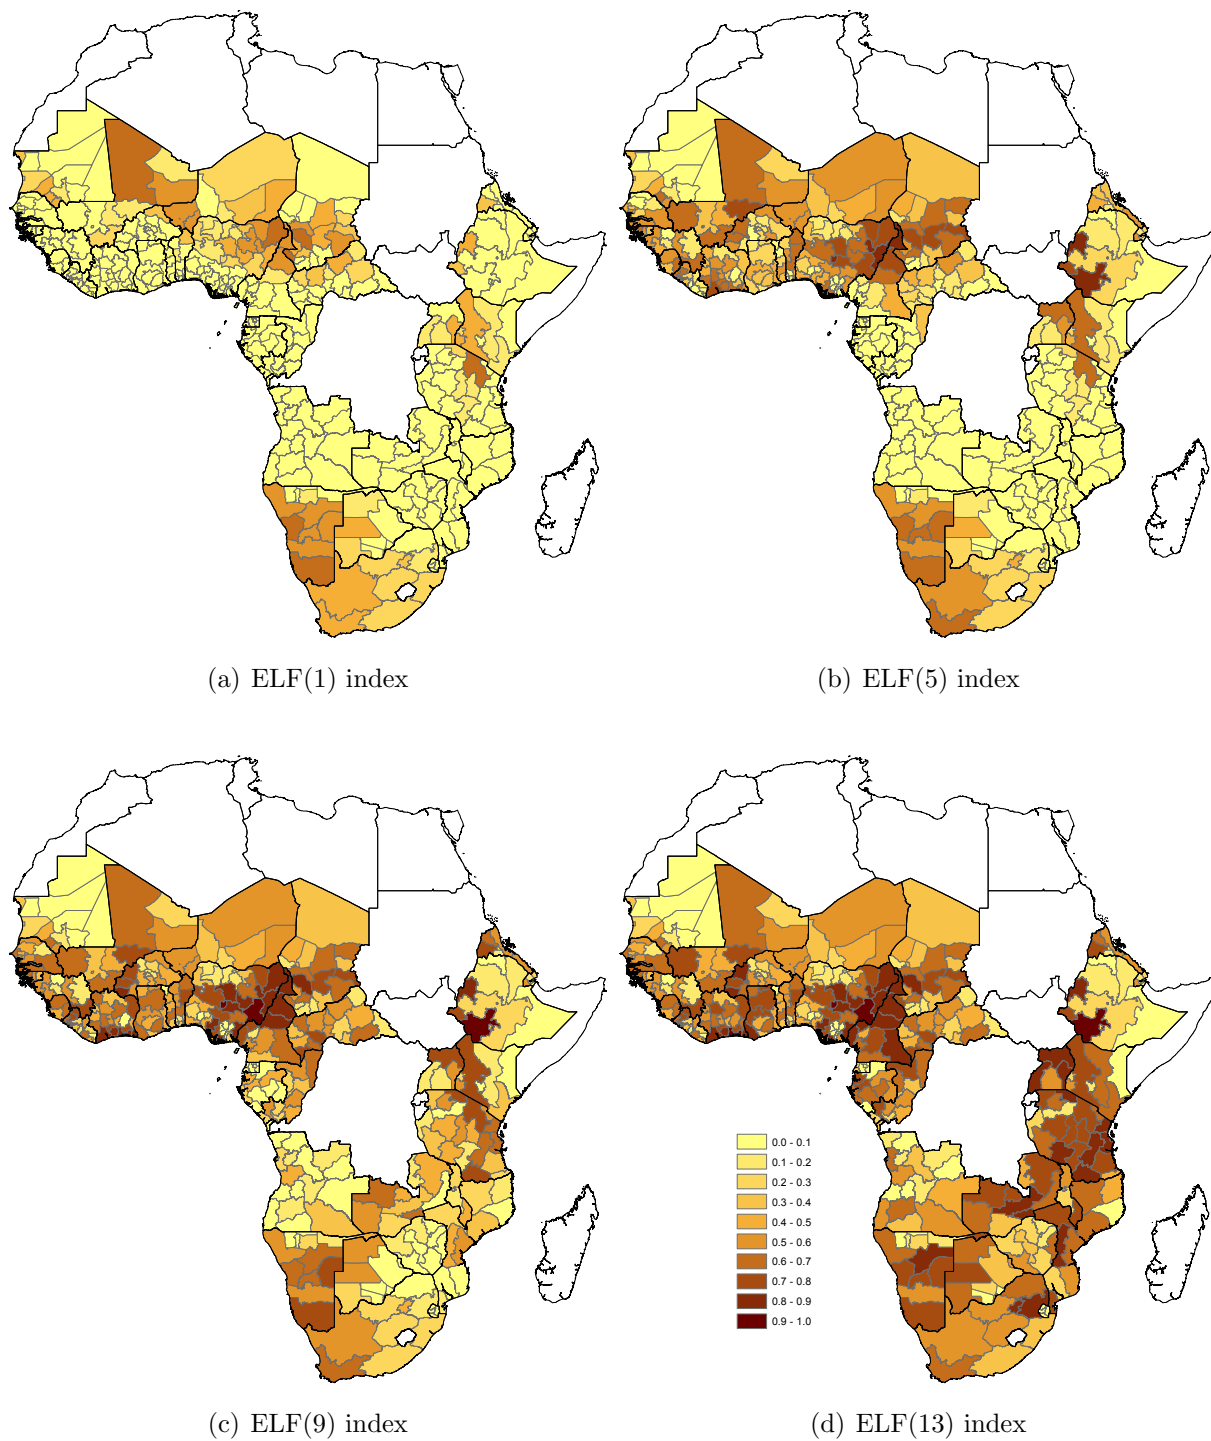 (a) ELF(1) index
(b) ELF(5) index
0.0 - 0.1
0.1 - 0.2
0.2 - 0.3
0.3 - 0.4
0.4 - 0.5
0.5 - 0.6
0.6 - 0.7
0.7 - 0.8
0.8 - 0.9
0.9 - 1.0
(c) ELF(9) index
(d) ELF(13) index